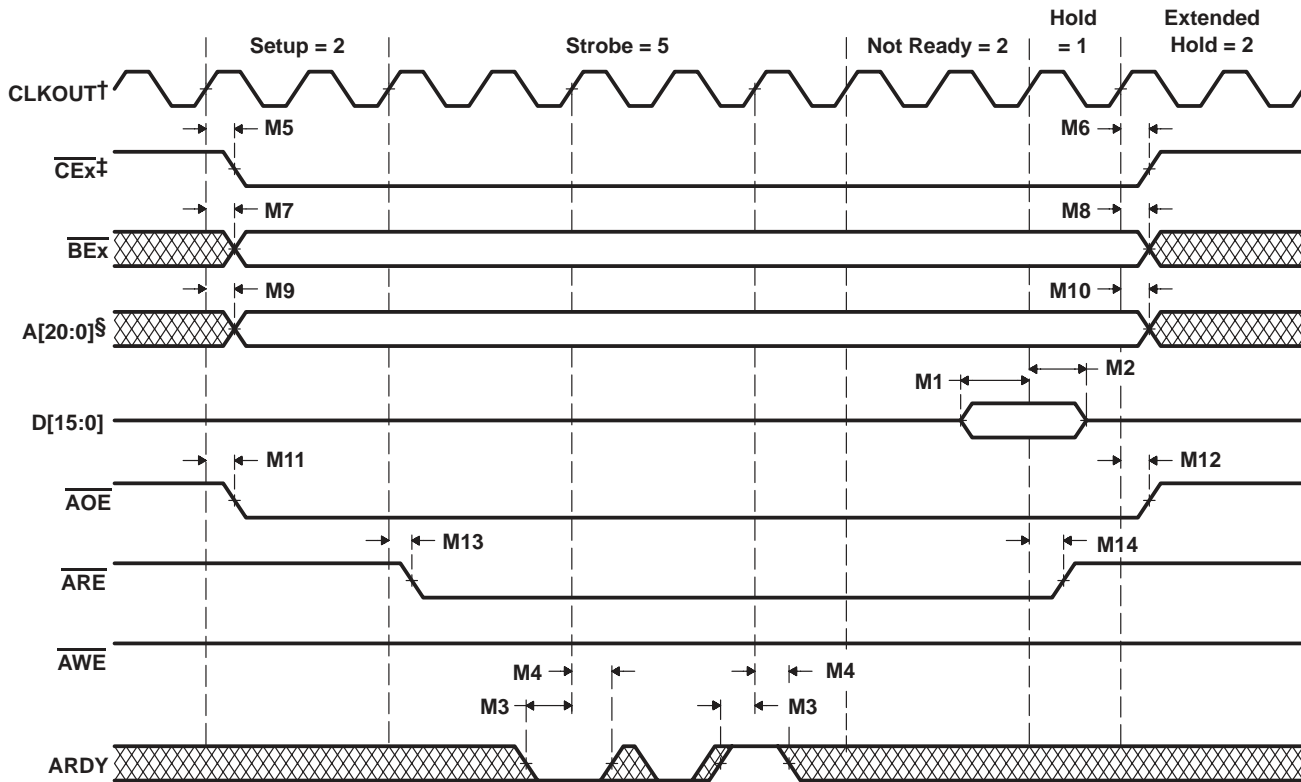 Setup = 2
Strobe = 5
Not Ready = 2
Hold
= 1
Extended
Hold = 2
CLKOUT†
M5
M6
CEx‡
M7
M8
BEx
M9
M10
A[20:0]§
M1
M2
D[15:0]
M11
M12
AOE
M13
M14
ARE
AWE
M4
M4
M3
M3
ARDY